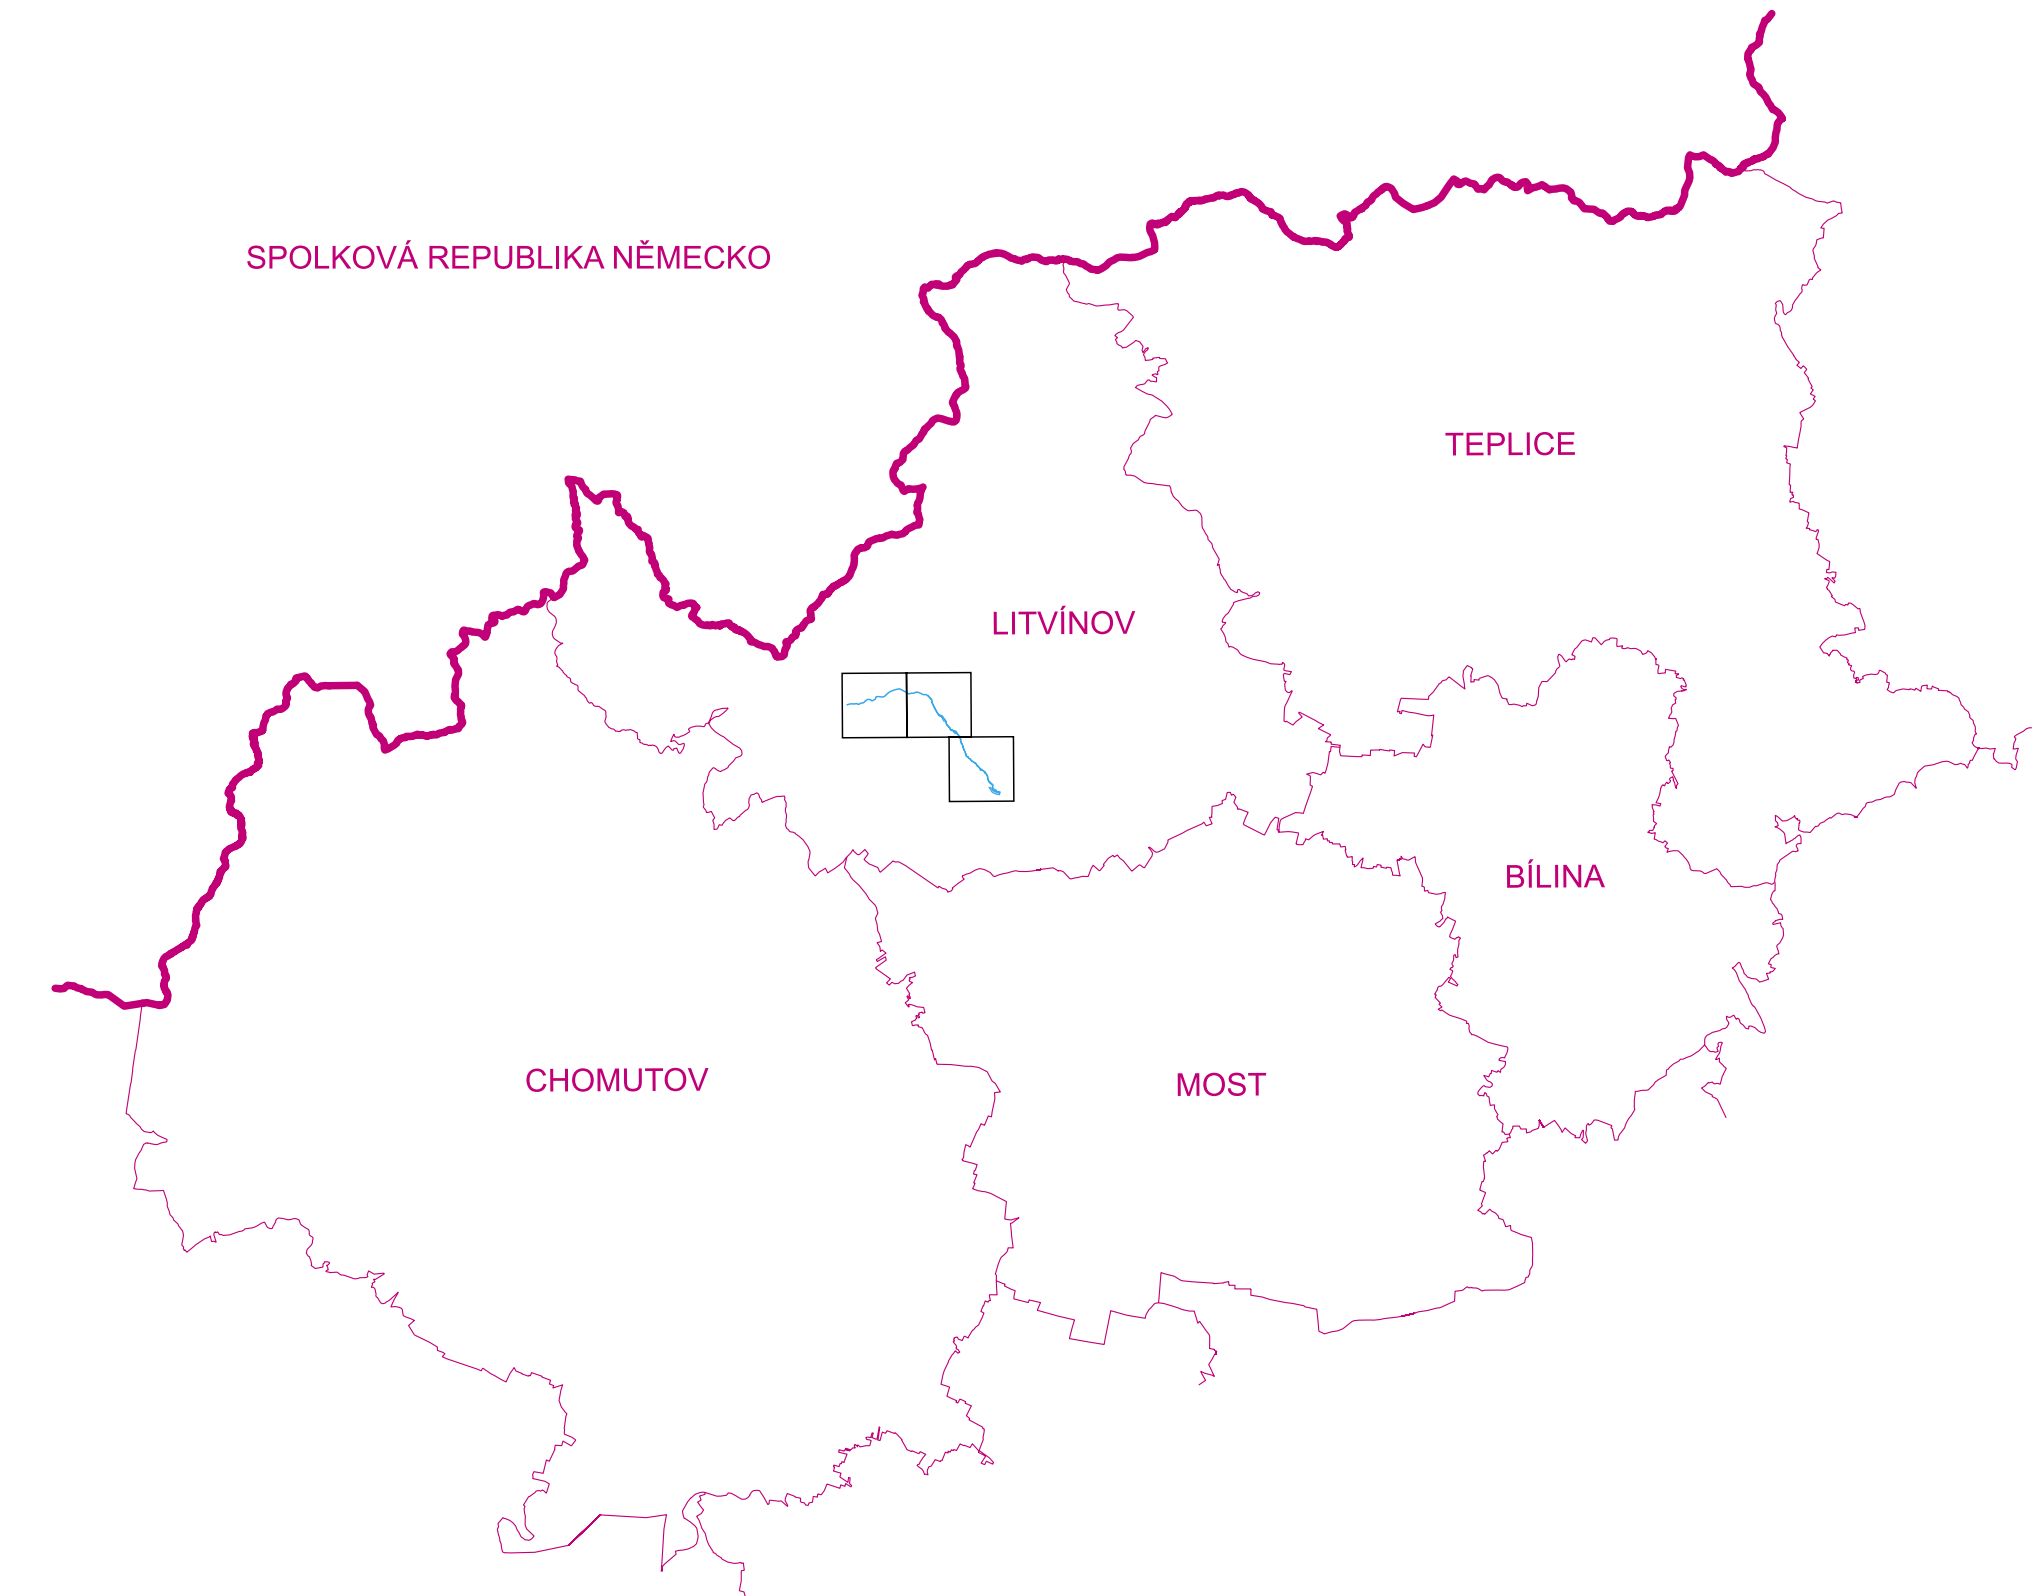 SPOLKOVÁ REPUBLIKA NĚMECKO
TEPLICE
LITVÍNOV
BÍLINA
CHOMUTOV
MOST